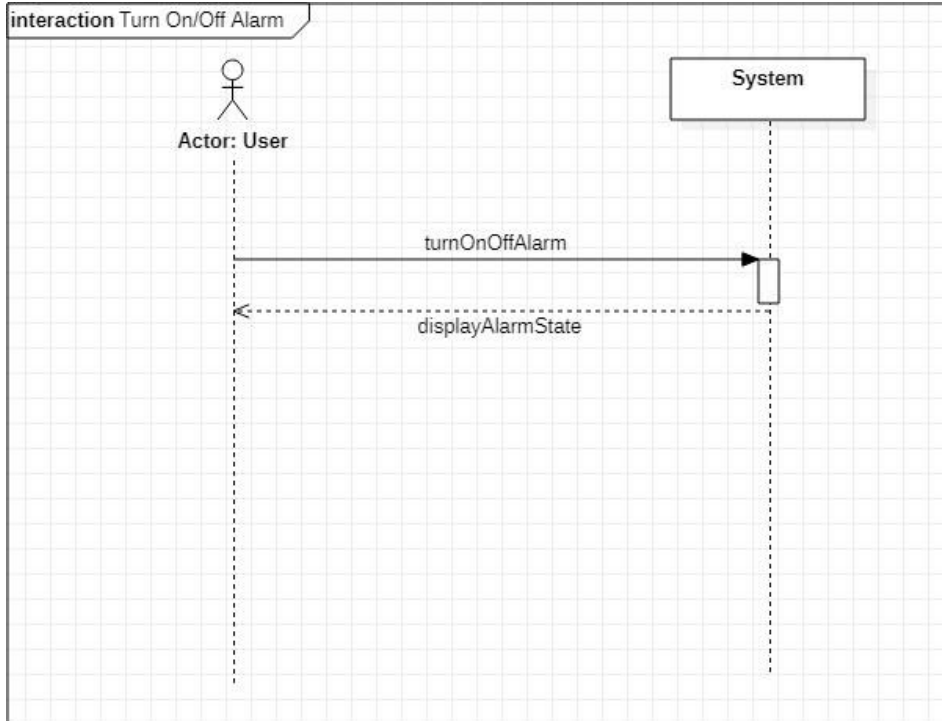 interaction Turn On/Off Alarm
System
Actor: User
turnOnOffAlarm
displayAlarmState